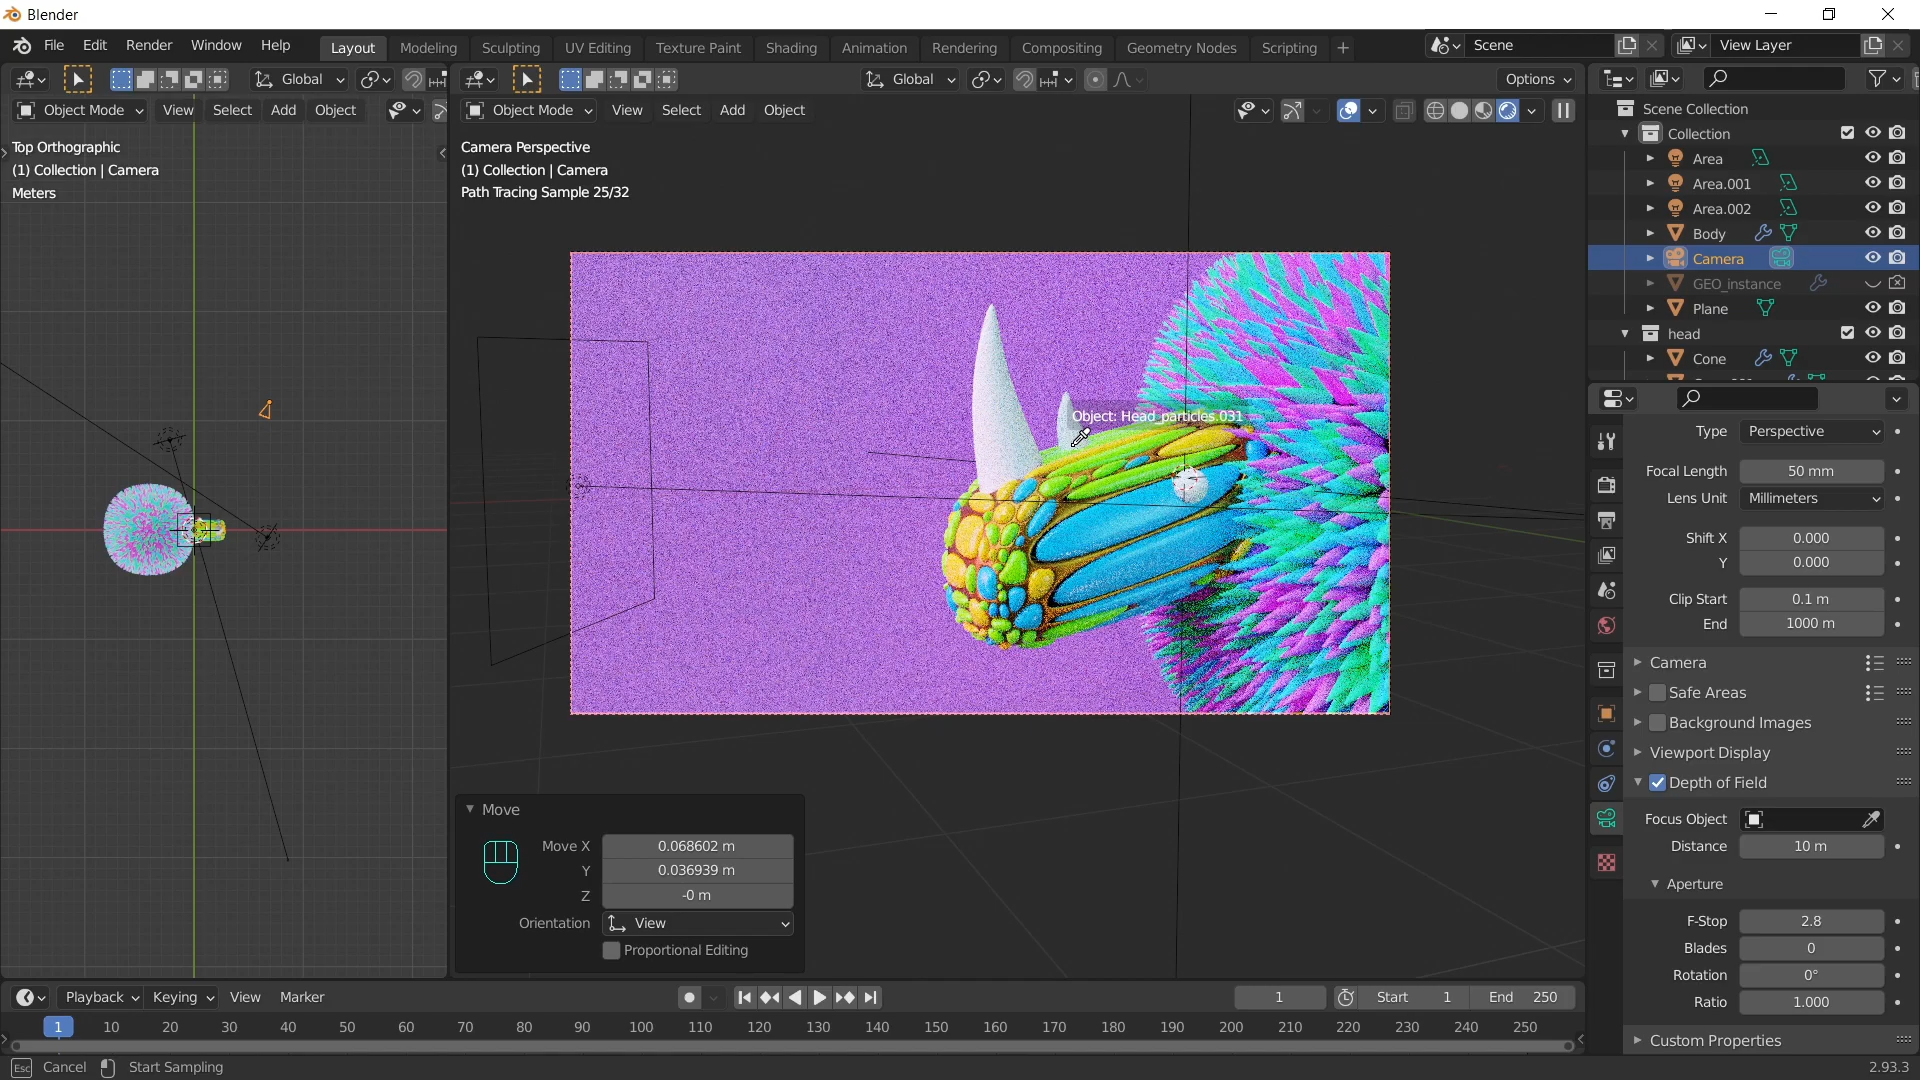 Blender
File Edit Render Window Help Layout Modeling Sculpting UV Editing Texture Paint Shading Animation Rendering Compositing Geometry Nodes Scripting + Scene View Layer
Global Global Options
Object Mode View Select Add Object Object Mode View Select Add Object
Top Orthographic
(1) Collection | Camera
Meters
Camera Perspective
(1) Collection | Camera
Path Tracing Sample 25/32
Object: Head_particles.031
Scene Collection
Collection
Area
Area.001
Area.002
Body
Camera
GEO_instance
Plane
head
Cone
Type Perspective
Focal Length 50 mm
Lens Unit Millimeters
Shift X 0.000
Y 0.000
Clip Start 0.1 m
End 1000 m
Camera
Safe Areas
Background Images
Viewport Display
Depth of Field
Focus Object
Distance 10 m
Aperture
F-Stop 2.8
Blades 0
Rotation 0°
Ratio 1.000
Custom Properties
Move
Move X 0.068602 m
Y 0.036939 m
Z -0 m
Orientation View
Proportional Editing
Playback Keying View Marker 1 Start 1 End 250
1 10 20 30 40 50 60 70 80 90 100 110 120 130 140 150 160 170 180 190 200 210 220 230 240 250
Esc Cancel Start Sampling 2.93.3